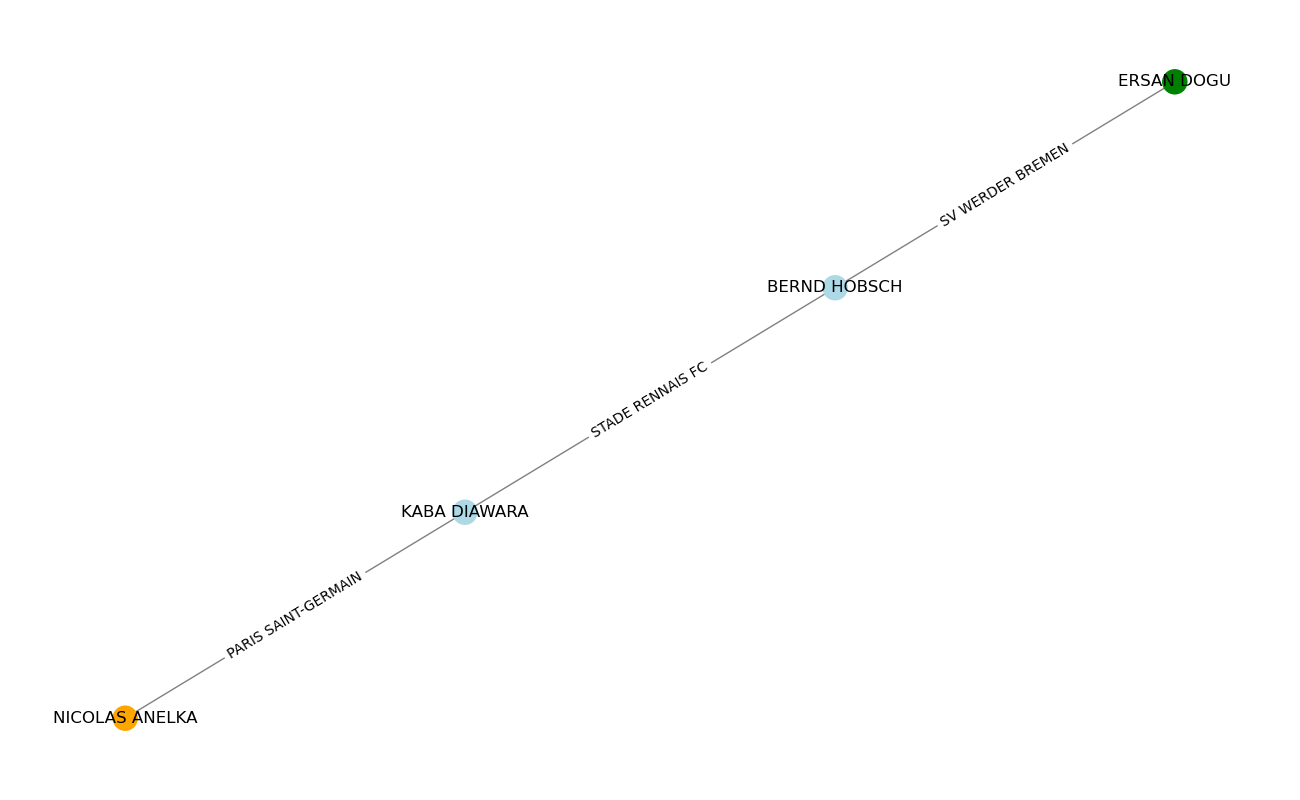 ERSAN DOGU
SV WERDER BREMEN
BERND HOBSCH
STADE RENNAIS FC
KABA DIAWARA
PARIS SAINT-GERMAIN
NICOLAS ANELKA